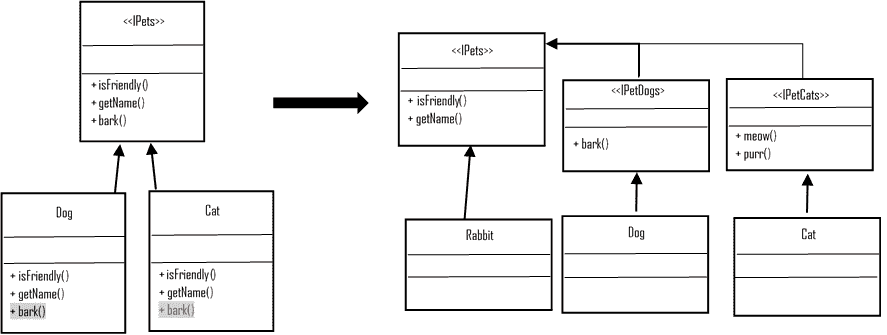 <<IPets>>
+ isFriendly()
+ getName()
+ bark()
Dog
+ isFriendly()
+ getName()
+ bark()
Cat
+ isFriendly()
+ getName()
+ bark()
<<IPets>>
+ isFriendly()
+ getName()
<<IPetDogs>>
+ bark()
<<IPetCats>>
+ meow()
+ purr()
Rabbit
Dog
Cat